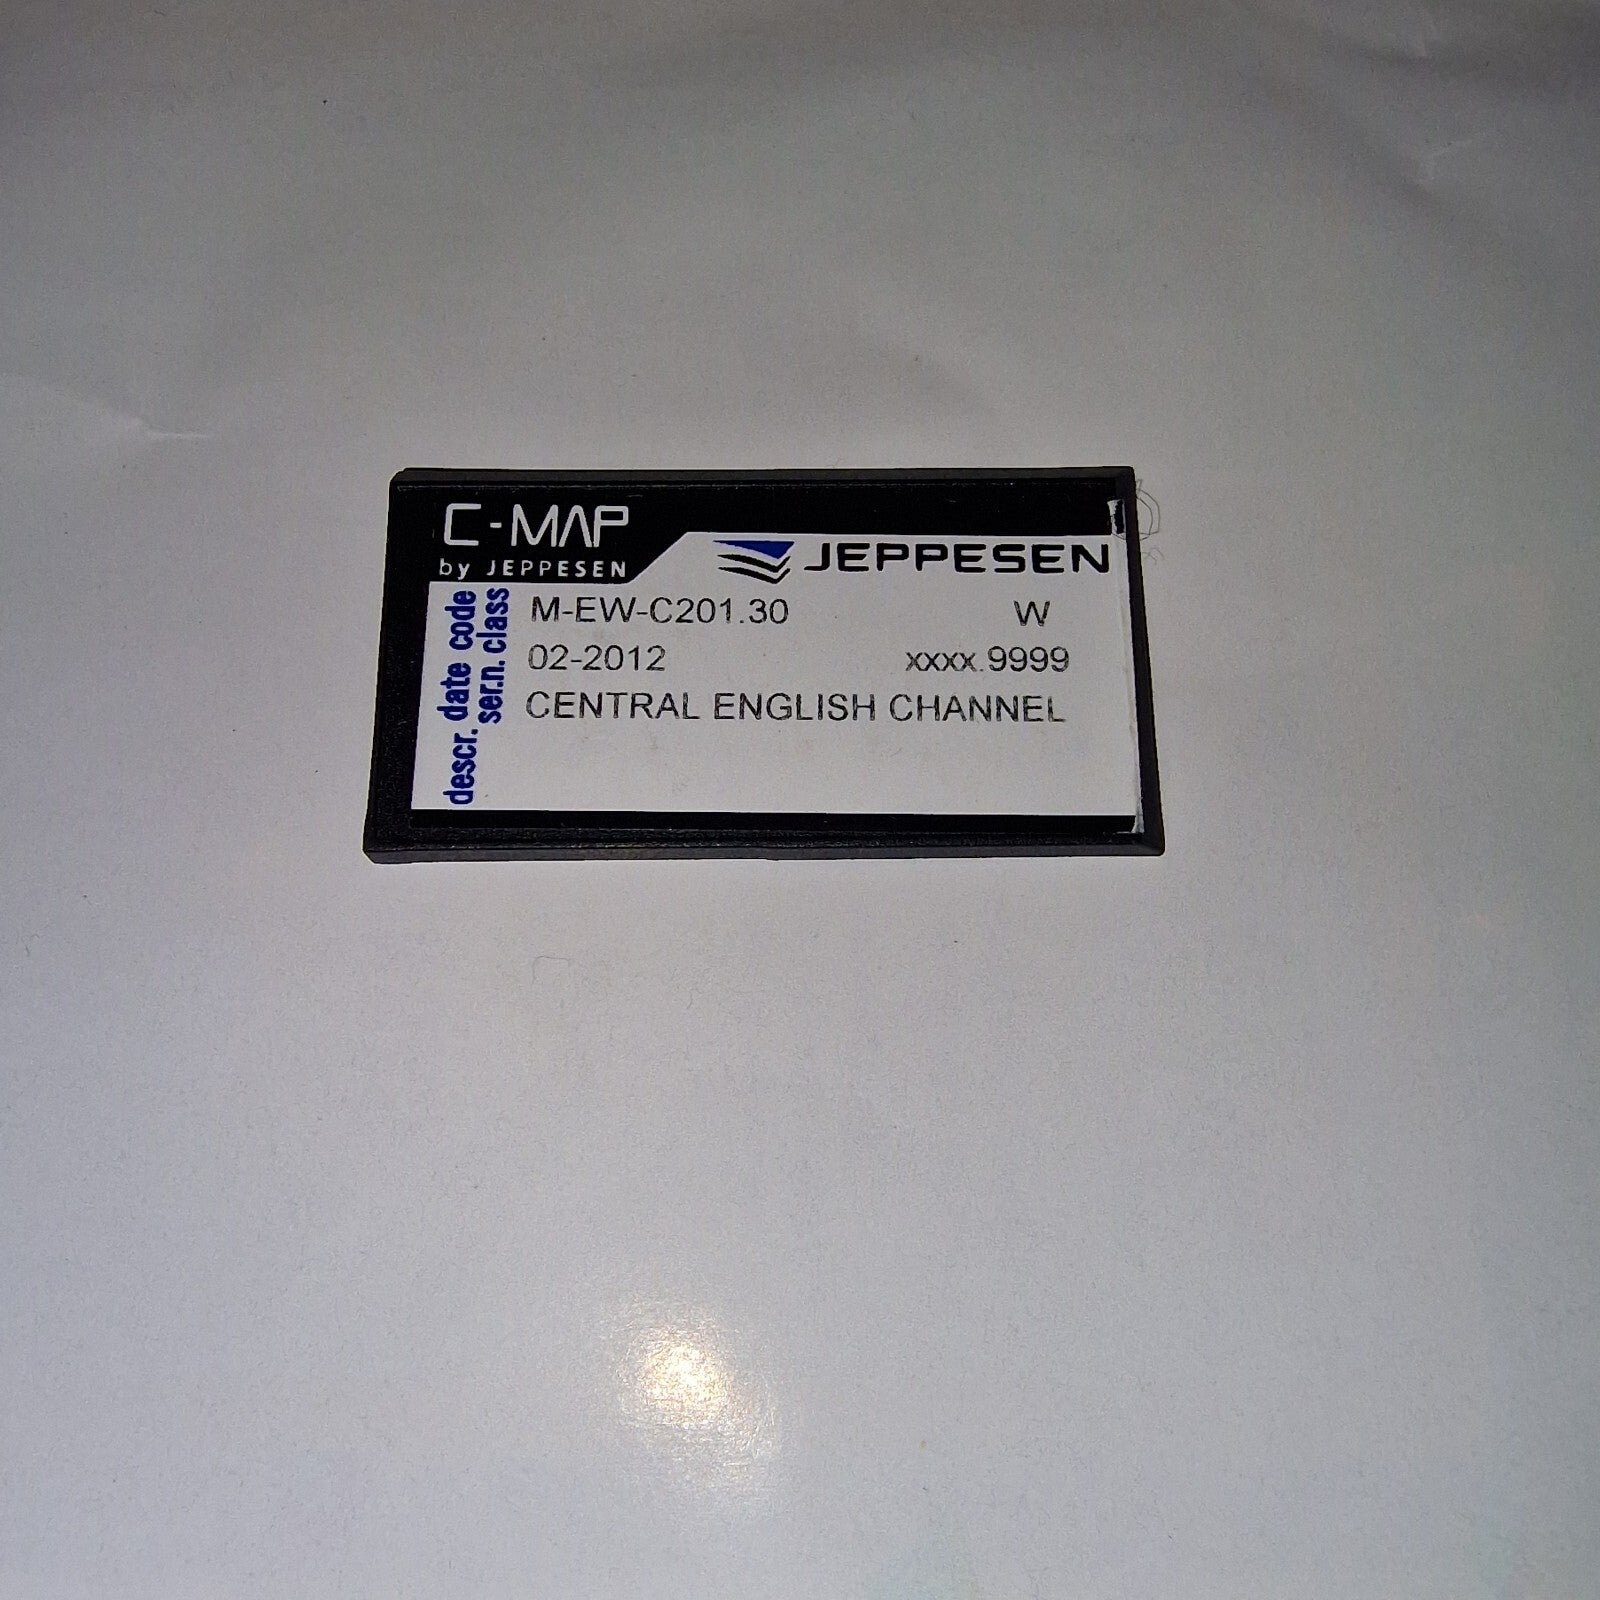 C-MAP
by JEPPESEN
JEPPESEN
descr. date code
ser.n. class
M-EW-C201.30 W
02-2012 xxxx.9999
CENTRAL ENGLISH CHANNEL